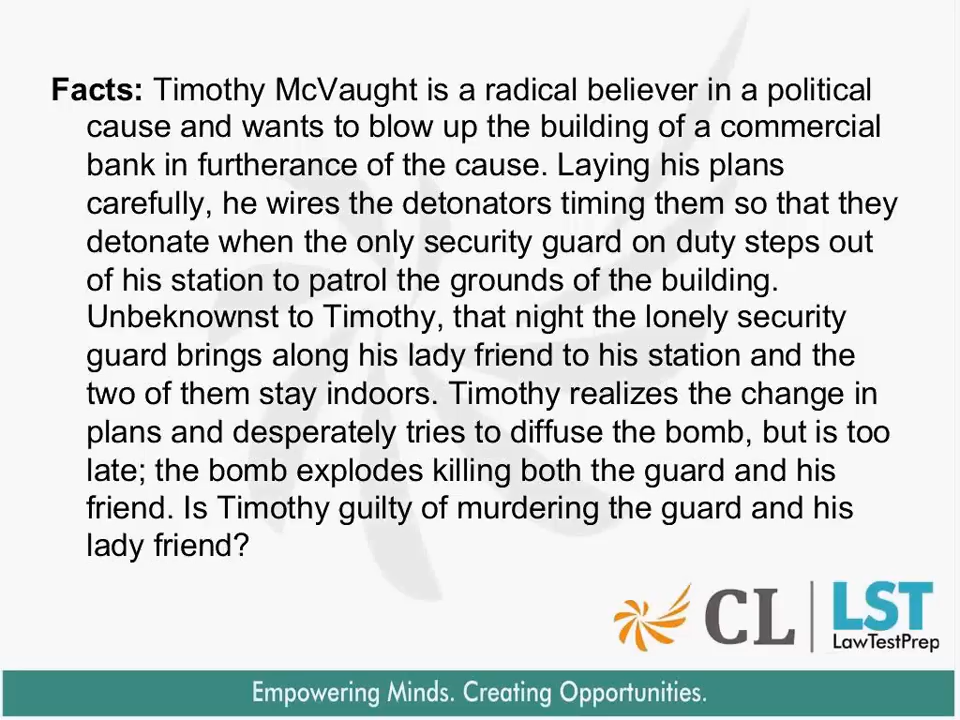 Facts: Timothy McVaught is a radical believer in a political
cause and wants to blow up the building of a commercial
bank in furtherance of the cause. Laying his plans
carefully, he wires the detonators timing them so that they
detonate when the only security guard on duty steps out
of his station to patrol the grounds of the building.
Unbeknownst to Timothy, that night the lonely security
guard brings along his lady friend to his station and the
two of them stay indoors. Timothy realizes the change in
plans and desperately tries to diffuse the bomb, but is too
late; the bomb explodes killing both the guard and his
friend. Is Timothy guilty of murdering the guard and his
lady friend?
CL LST
LawTestPrep
Empowering Minds. Creating Opportunities.